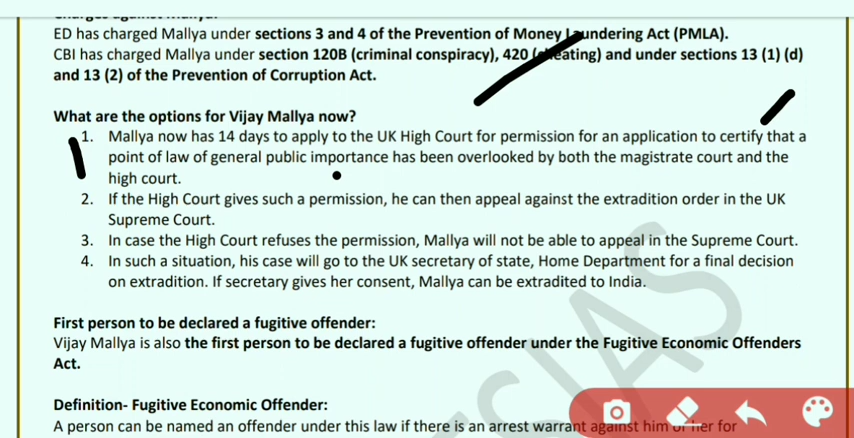 ED has charged Mallya under sections 3 and 4 of the Prevention of Money Laundering Act (PMLA).
CBI has charged Mallya under section 120B (criminal conspiracy), 420 (cheating) and under sections 13 (1) (d)
and 13 (2) of the Prevention of Corruption Act.
What are the options for Vijay Mallya now?
1. Mallya now has 14 days to apply to the UK High Court for permission for an application to certify that a
point of law of general public importance has been overlooked by both the magistrate court and the
high court.
2. If the High Court gives such a permission, he can then appeal against the extradition order in the UK
Supreme Court.
3. In case the High Court refuses the permission, Mallya will not be able to appeal in the Supreme Court.
4. In such a situation, his case will go to the UK secretary of state, Home Department for a final decision
on extradition. If secretary gives her consent, Mallya can be extradited to India.
First person to be declared a fugitive offender:
Vijay Mallya is also the first person to be declared a fugitive offender under the Fugitive Economic Offenders
Act.
Definition- Fugitive Economic Offender:
A person can be named an offender under this law if there is an arrest warrant against him or her for